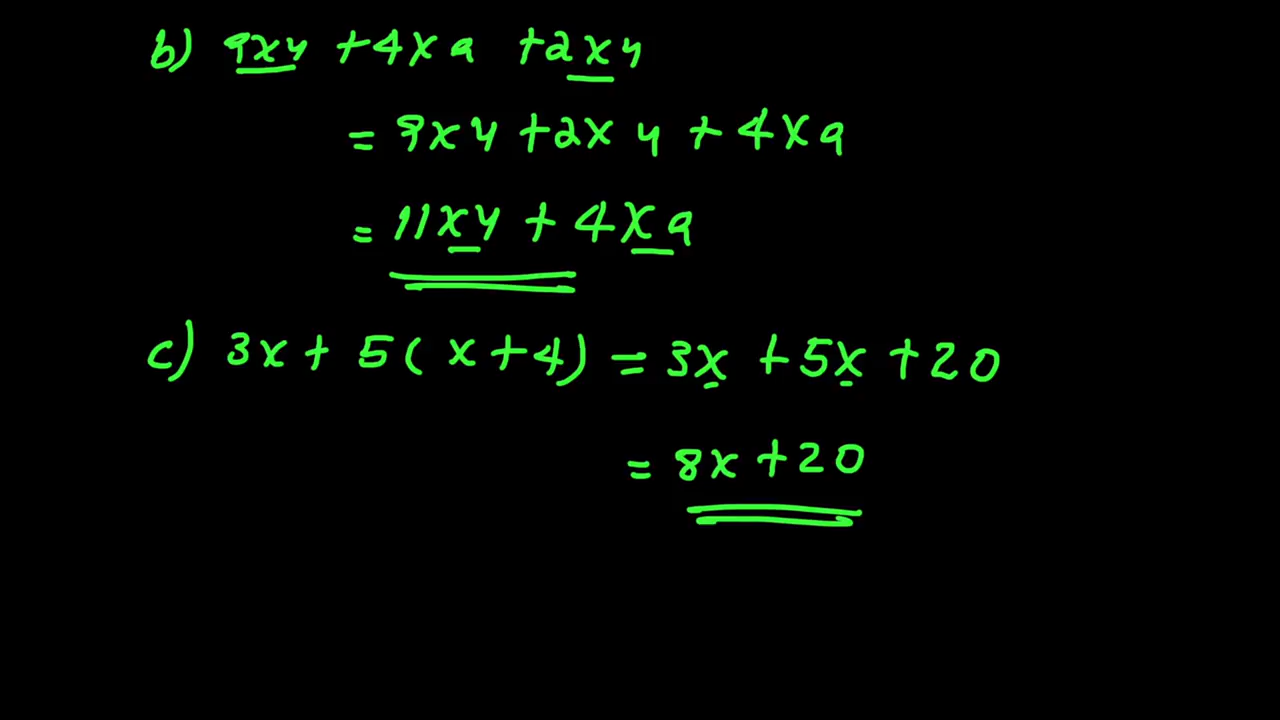 b) 9xy + 4xa + 2xy
= 9xy + 2xy + 4xa
= 11xy + 4xa
c) 3x + 5(x+4) = 3x + 5x + 20
= 8x + 20